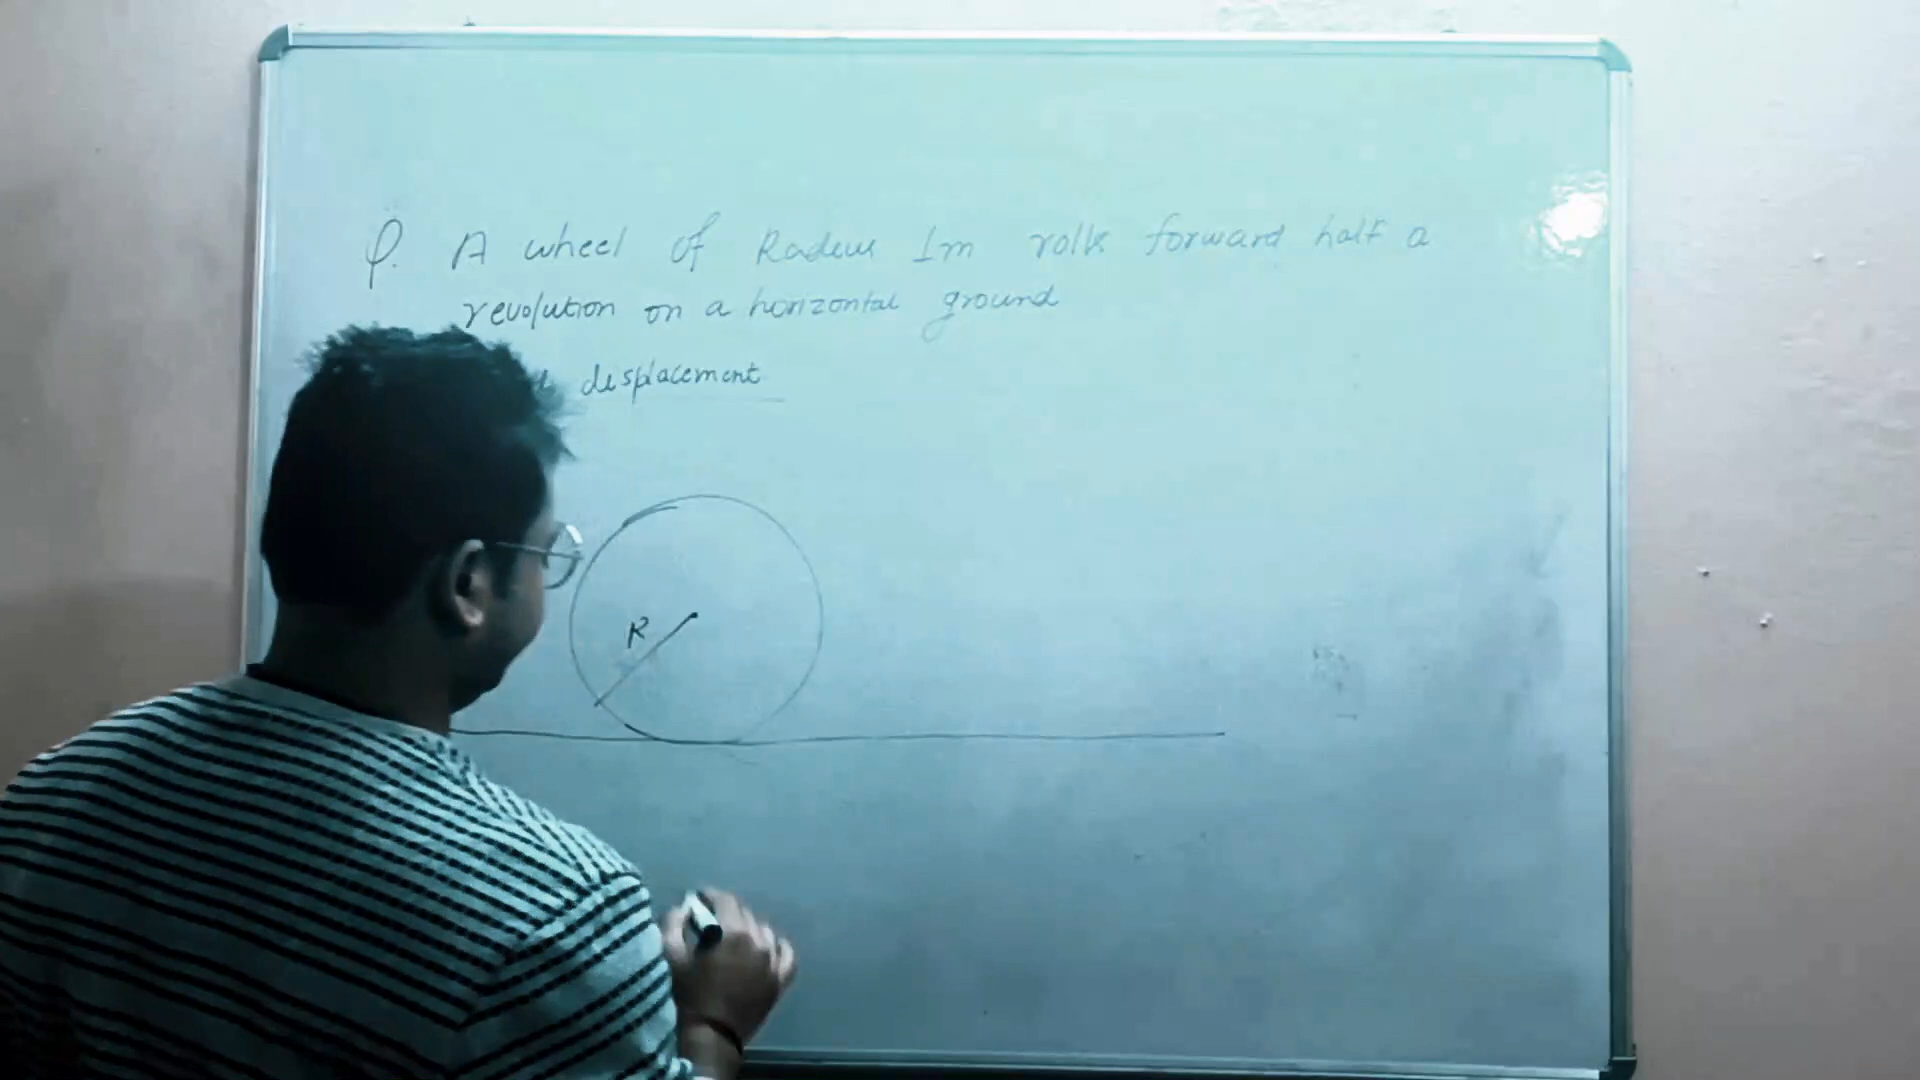 Q. A wheel of Radius 1m rolls forward half a
revolution on a horizontal ground
displacement
R